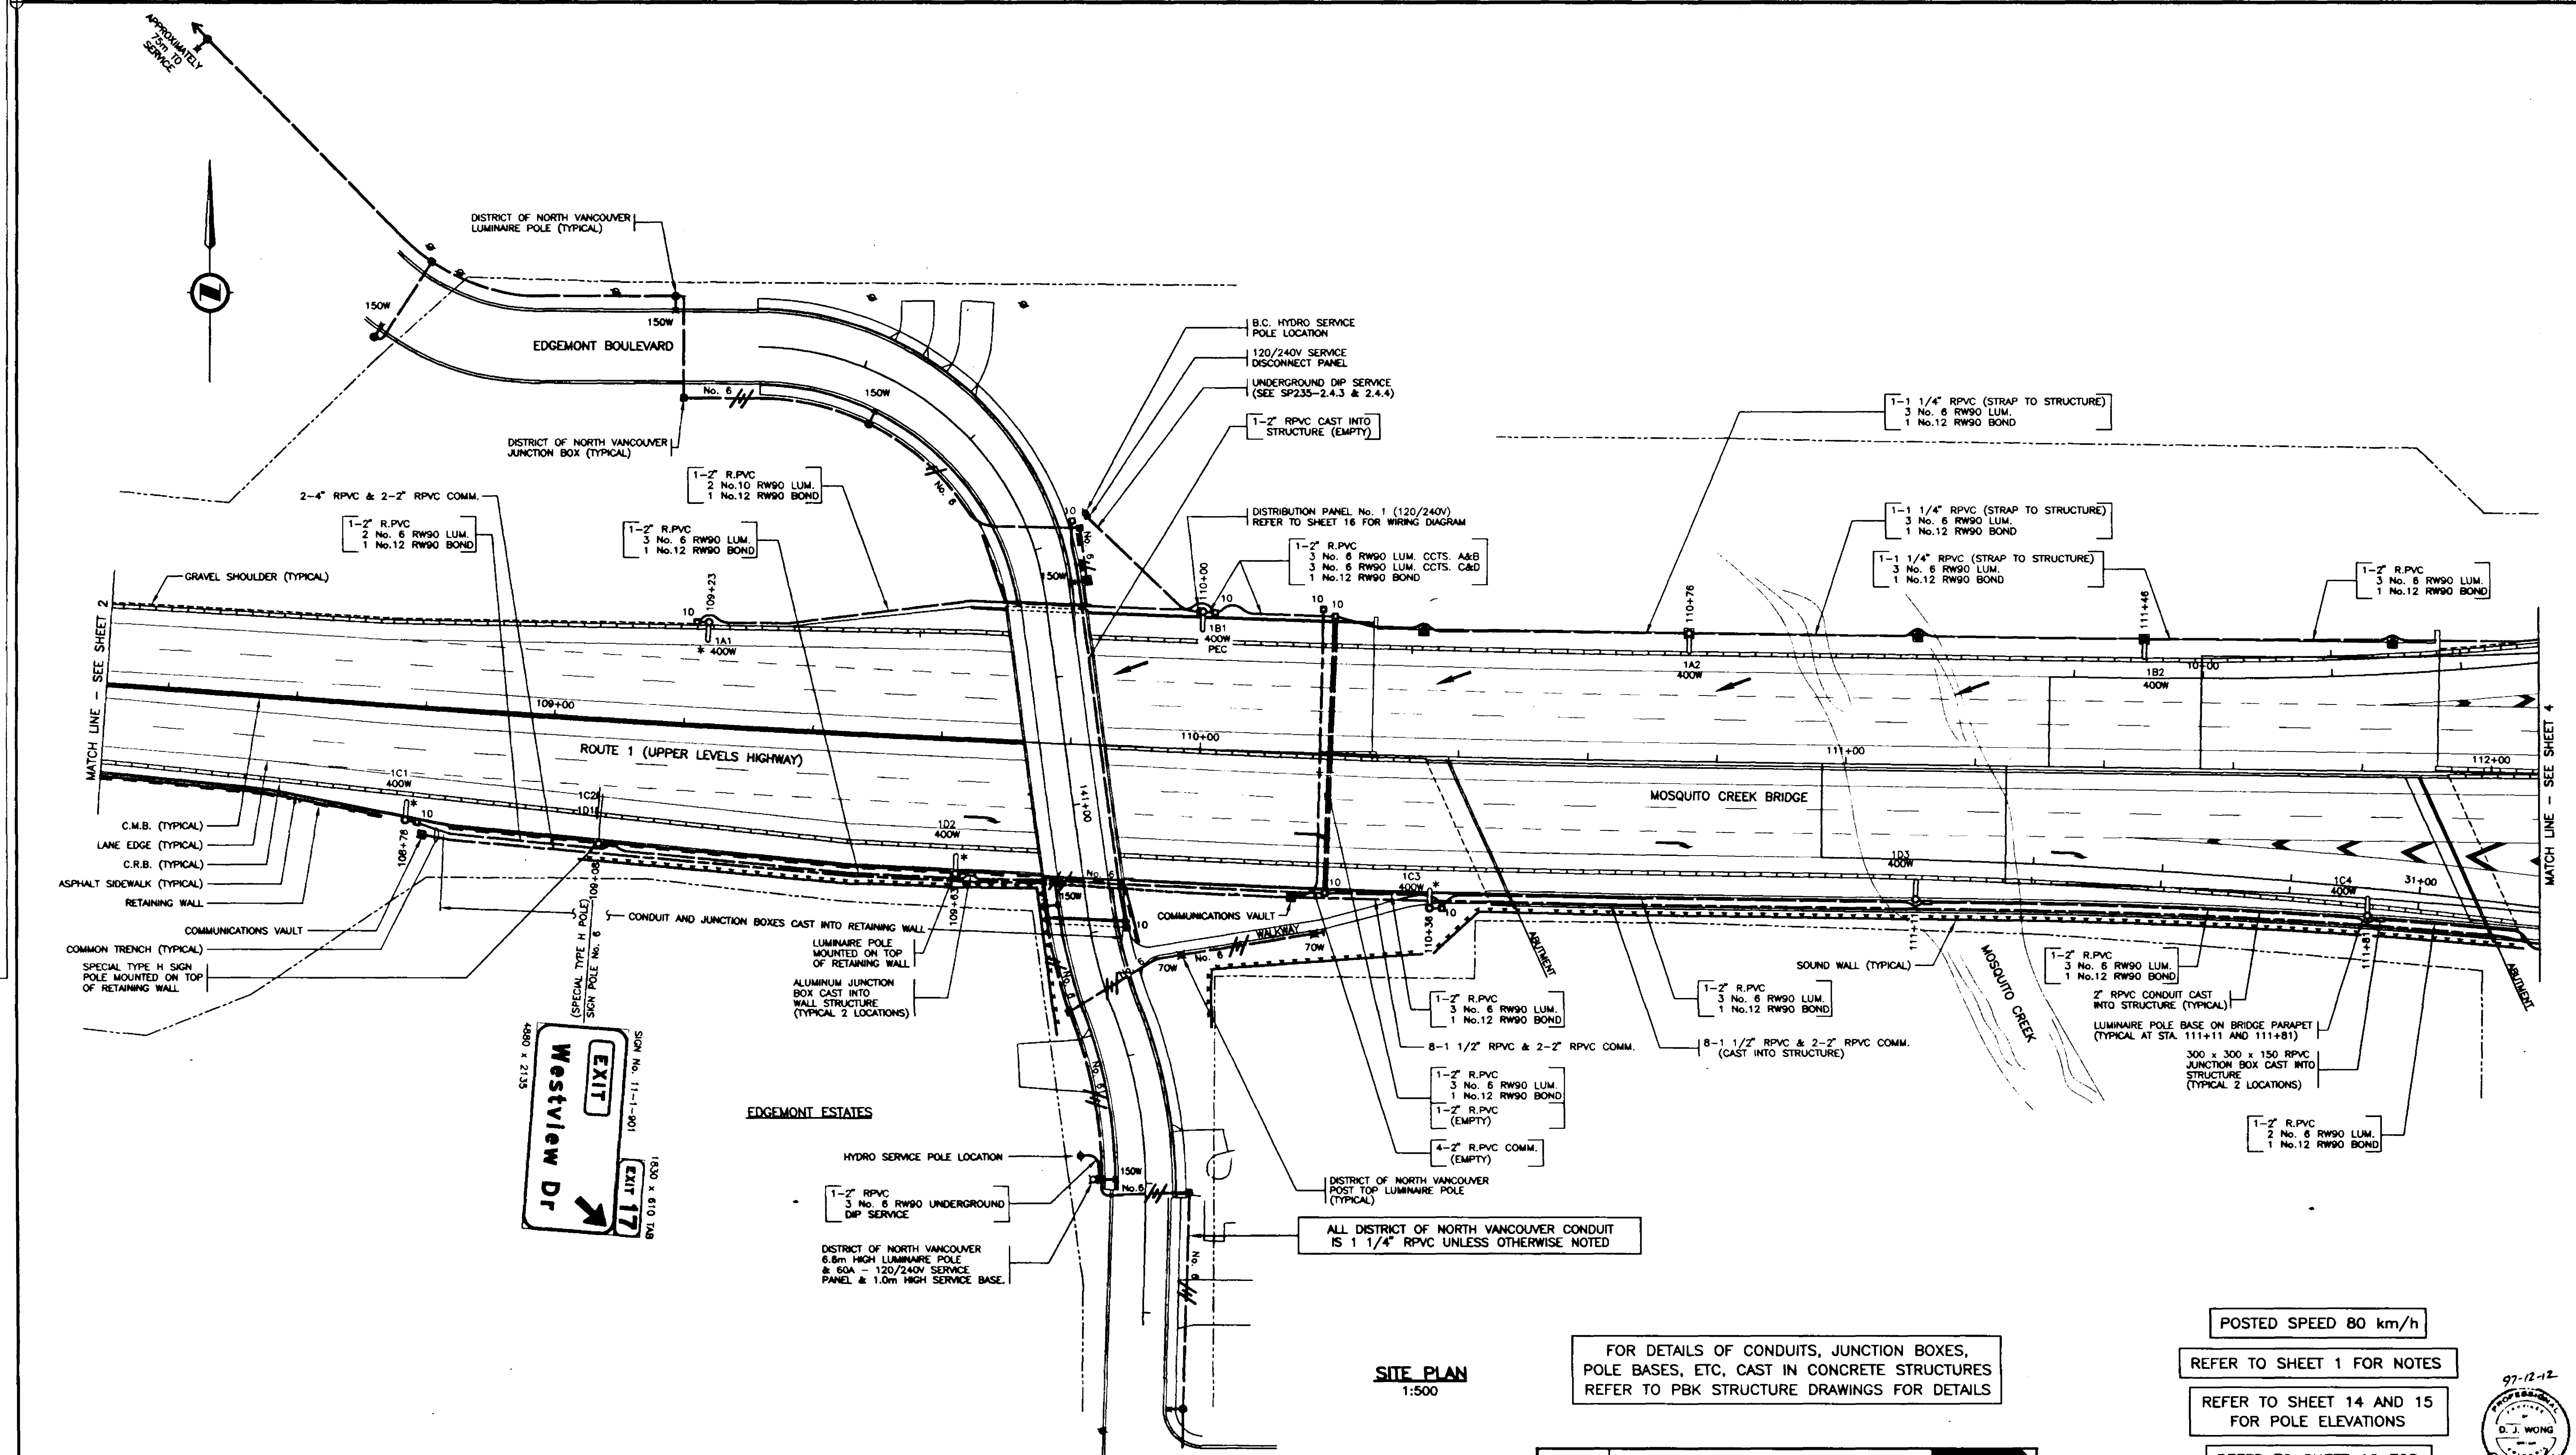 APPROXIMATELY
75m TO
SERVICE
DISTRICT OF NORTH VANCOUVER
LUMINAIRE POLE (TYPICAL)
150W
150W
EDGEMONT BOULEVARD
No. 6
150W
DISTRICT OF NORTH VANCOUVER
JUNCTION BOX (TYPICAL)
B.C. HYDRO SERVICE
POLE LOCATION
120/240V SERVICE
DISCONNECT PANEL
UNDERGROUND DIP SERVICE
(SEE SP235-2.4.3 & 2.4.4)
1-2" RPVC CAST INTO
STRUCTURE (EMPTY)
1-1 1/4" RPVC (STRAP TO STRUCTURE)
3 No. 6 RW90 LUM.
1 No.12 RW90 BOND
2-4" RPVC & 2-2" RPVC COMM.
1-2" R.PVC
2 No. 6 RW90 LUM.
1 No.12 RW90 BOND
1-2" R.PVC
2 No.10 RW90 LUM.
1 No.12 RW90 BOND
1-2" R.PVC
3 No. 6 RW90 LUM.
1 No.12 RW90 BOND
No. 6
10
No. 6
150W
DISTRIBUTION PANEL No. 1 (120/240V)
REFER TO SHEET 16 FOR WIRING DIAGRAM
1-2" R.PVC
3 No. 6 RW90 LUM. CCTS. A&B
3 No. 6 RW90 LUM. CCTS. C&D
1 No.12 RW90 BOND
1-1 1/4" RPVC (STRAP TO STRUCTURE)
3 No. 6 RW90 LUM.
1 No.12 RW90 BOND
1-1 1/4" RPVC (STRAP TO STRUCTURE)
3 No. 6 RW90 LUM.
1 No.12 RW90 BOND
1-2" R.PVC
3 No. 6 RW90 LUM.
1 No.12 RW90 BOND
GRAVEL SHOULDER (TYPICAL)
MATCH LINE - SEE SHEET 2
10
109+23
1A1
* 400W
110+00
10
1B1
400W
PEC
10
10
110+76
1A2
400W
111+46
1B2
400W
10+00
109+00
ROUTE 1 (UPPER LEVELS HIGHWAY)
110+00
111+00
112+00
MOSQUITO CREEK BRIDGE
MATCH LINE - SEE SHEET 4
141+00
1C1
400W
*
10
108+78
1C2
1D1
1D2
400W
*
109+63
No. 6
150W
10
10
1C3
400W
*
10
110+36
1D3
400W
111+11
1C4
400W
31+00
111+81
C.M.B. (TYPICAL)
LANE EDGE (TYPICAL)
C.R.B. (TYPICAL)
ASPHALT SIDEWALK (TYPICAL)
RETAINING WALL
COMMUNICATIONS VAULT
COMMON TRENCH (TYPICAL)
SPECIAL TYPE H SIGN
POLE MOUNTED ON TOP
OF RETAINING WALL
109+08
(SPECIAL TYPE H POLE)
SIGN POLE No. 6
CONDUIT AND JUNCTION BOXES CAST INTO RETAINING WALL
LUMINAIRE POLE
MOUNTED ON TOP
OF RETAINING WALL
ALUMINUM JUNCTION
BOX CAST INTO
WALL STRUCTURE
(TYPICAL 2 LOCATIONS)
COMMUNICATIONS VAULT
WALKWAY
70W
No. 6
70W
No. 6
ABUTMENT
SOUND WALL (TYPICAL)
MOSQUITO CREEK
ABUTMENT
1-2" R.PVC
3 No. 6 RW90 LUM.
1 No.12 RW90 BOND
8-1 1/2" RPVC & 2-2" RPVC COMM.
1-2" R.PVC
3 No. 6 RW90 LUM.
1 No.12 RW90 BOND
1-2" R.PVC
(EMPTY)
4-2" R.PVC COMM.
(EMPTY)
1-2" R.PVC
3 No. 6 RW90 LUM.
1 No.12 RW90 BOND
8-1 1/2" RPVC & 2-2" RPVC COMM.
(CAST INTO STRUCTURE)
1-2" R.PVC
3 No. 6 RW90 LUM.
1 No.12 RW90 BOND
2" RPVC CONDUIT CAST
INTO STRUCTURE (TYPICAL)
LUMINAIRE POLE BASE ON BRIDGE PARAPET
(TYPICAL AT STA. 111+11 AND 111+81)
300 x 300 x 150 RPVC
JUNCTION BOX CAST INTO
STRUCTURE
(TYPICAL 2 LOCATIONS)
1-2" R.PVC
2 No. 6 RW90 LUM.
1 No.12 RW90 BOND
SIGN No. 11-1-901
1830 x 610 TAB
4880 x 2135
EXIT 17
EXIT
Westview Dr
EDGEMONT ESTATES
No. 6
HYDRO SERVICE POLE LOCATION
150W
No.6
1-2" RPVC
3 No. 6 RW90 UNDERGROUND
DIP SERVICE
DISTRICT OF NORTH VANCOUVER
6.8m HIGH LUMINAIRE POLE
& 60A - 120/240V SERVICE
PANEL & 1.0m HIGH SERVICE BASE.
DISTRICT OF NORTH VANCOUVER
POST TOP LUMINAIRE POLE
(TYPICAL)
ALL DISTRICT OF NORTH VANCOUVER CONDUIT
IS 1 1/4" RPVC UNLESS OTHERWISE NOTED
No. 6
SITE PLAN
1:500
FOR DETAILS OF CONDUITS, JUNCTION BOXES,
POLE BASES, ETC, CAST IN CONCRETE STRUCTURES
REFER TO PBK STRUCTURE DRAWINGS FOR DETAILS
POSTED SPEED 80 km/h
REFER TO SHEET 1 FOR NOTES
REFER TO SHEET 14 AND 15
FOR POLE ELEVATIONS
97-12-12
PROFESSIONAL
D. J. WONG